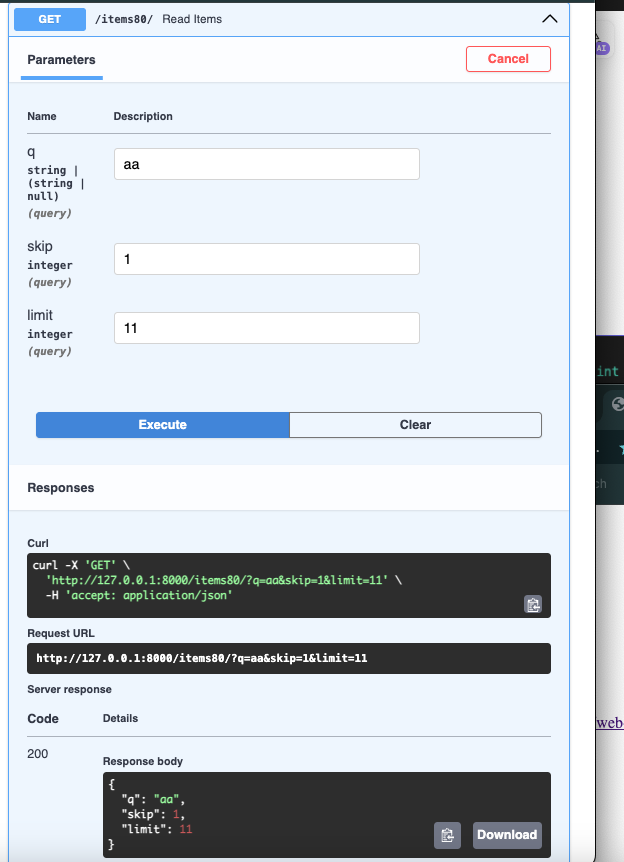 GET /items80/ Read Items
Parameters
Cancel
Name Description
q
string |
(string |
null)
(query)
aa
skip
integer
(query)
1
limit
integer
(query)
11
Execute Clear
Responses
Curl
curl -X 'GET' \
'http://127.0.0.1:8000/items80/?q=aa&skip=1&limit=11' \
-H 'accept: application/json'
Request URL
http://127.0.0.1:8000/items80/?q=aa&skip=1&limit=11
Server response
Code Details
200
Response body
{
"q": "aa",
"skip": 1,
"limit": 11
}
Download
AI
int
web